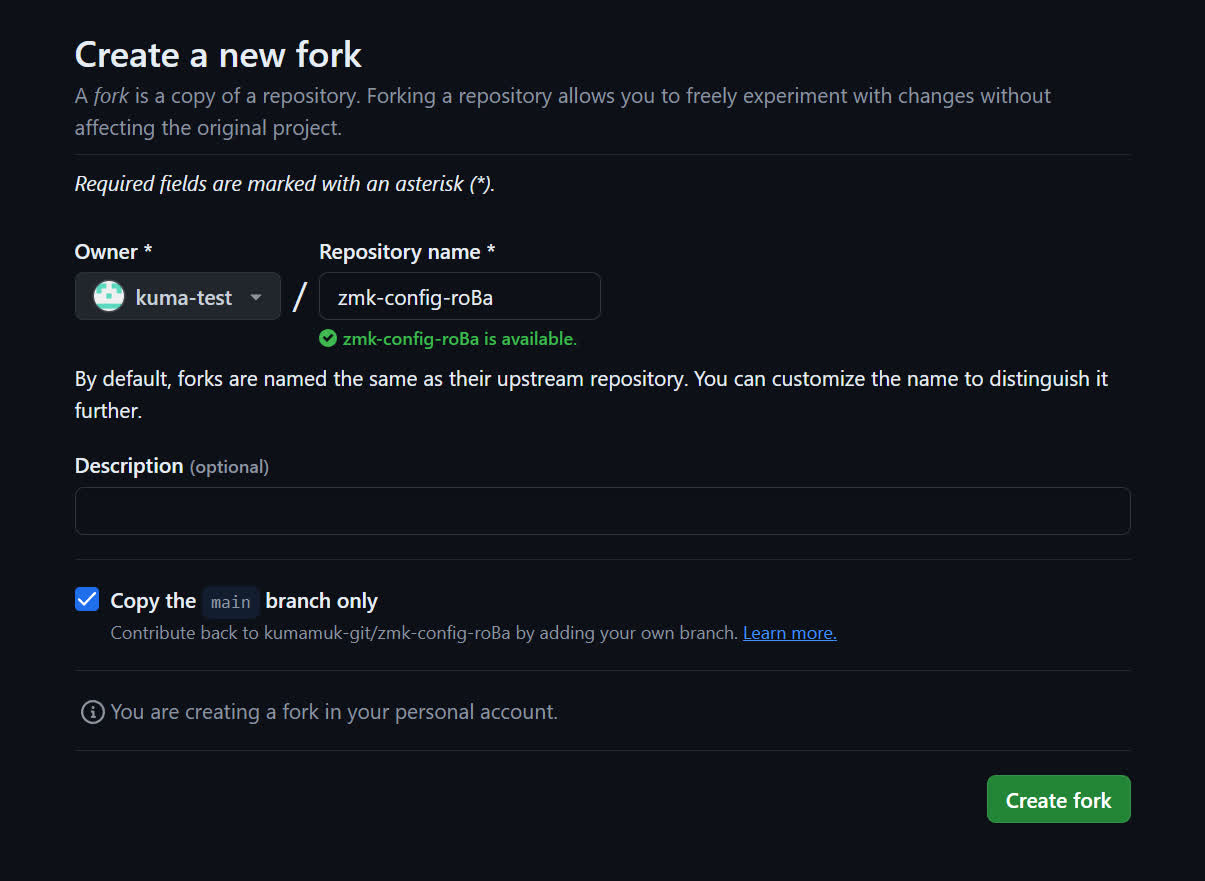 Create a new fork
A fork is a copy of a repository. Forking a repository allows you to freely experiment with changes without
affecting the original project.
Required fields are marked with an asterisk (*).
Owner *
Repository name *
kuma-test
/
zmk-config-roBa
zmk-config-roBa is available.
By default, forks are named the same as their upstream repository. You can customize the name to distinguish it
further.
Description (optional)
Copy the main branch only
Contribute back to kumamuk-git/zmk-config-roBa by adding your own branch. Learn more.
You are creating a fork in your personal account.
Create fork